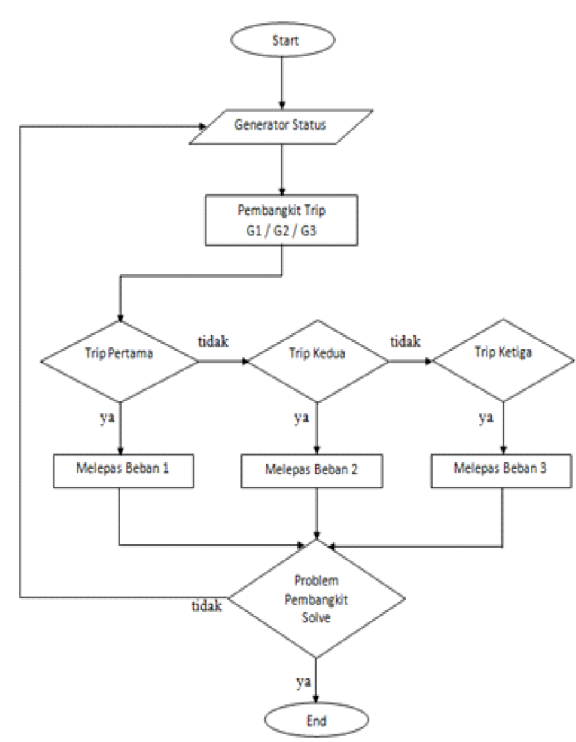 Start
Generator Status
Pembangkit Trip
G1 / G2 / G3
Trip Pertama
tidak
Trip Kedua
tidak
Trip Ketiga
ya
ya
ya
Melepas Beban 1
Melepas Beban 2
Melepas Beban 3
Problem
Pembangkit
Solve
tidak
ya
End